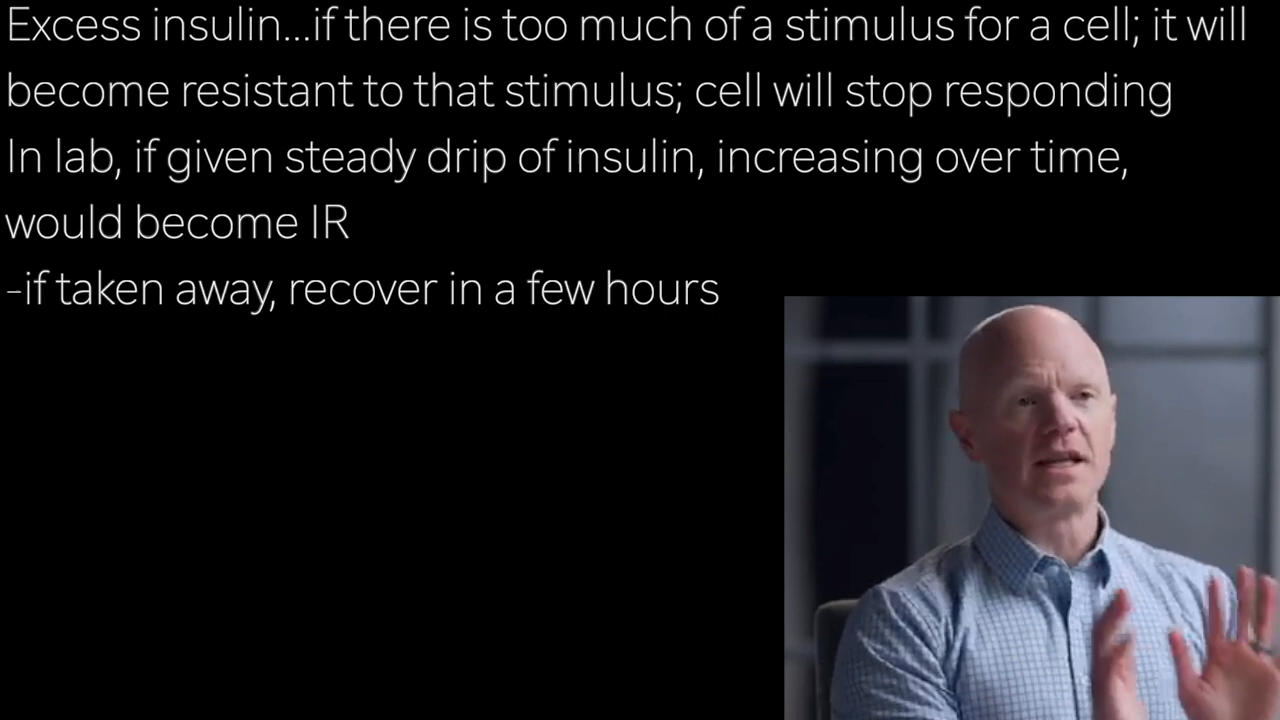 Excess insulin...if there is too much of a stimulus for a cell; it will
become resistant to that stimulus; cell will stop responding
In lab, if given steady drip of insulin, increasing over time,
would become IR
-if taken away, recover in a few hours